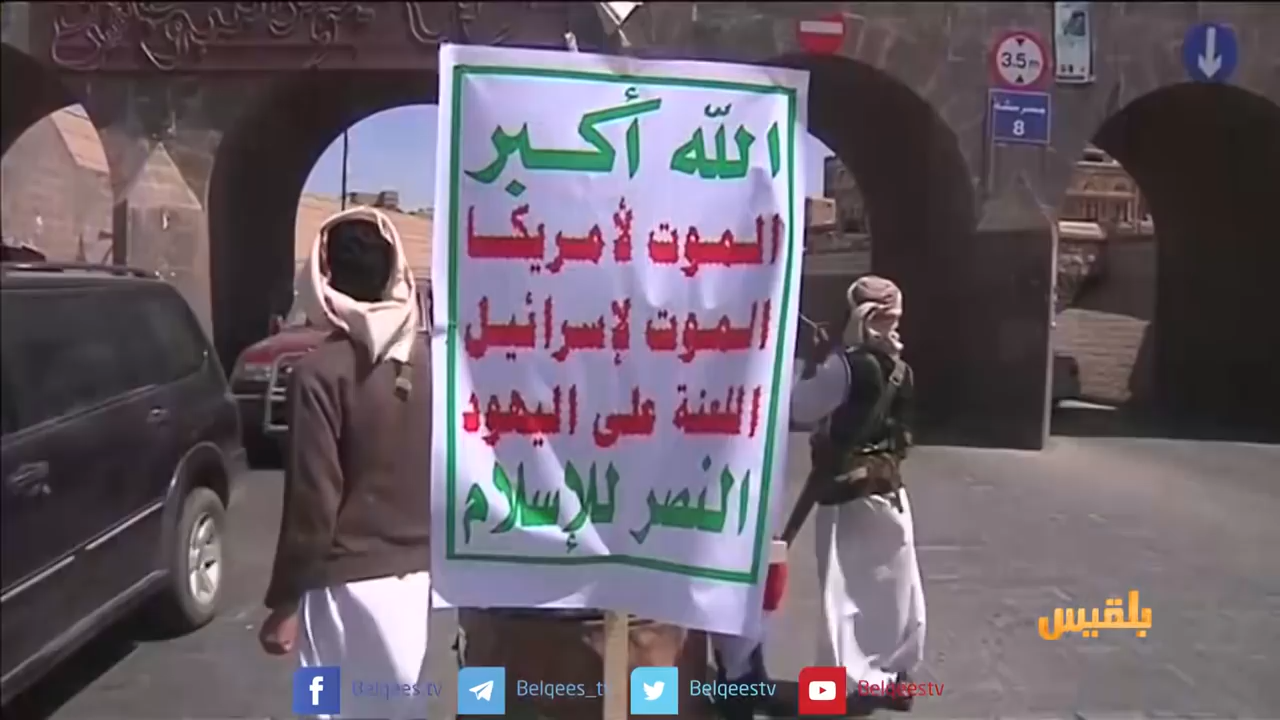 3.5m
8
الله أكبر
الموت لأمريكا
الموت لإسرائيل
اللعنة على اليهود
النصر للإسلام
بلقيس
Belqees tv
Belqees_tv
Belqeestv
Belqeestv